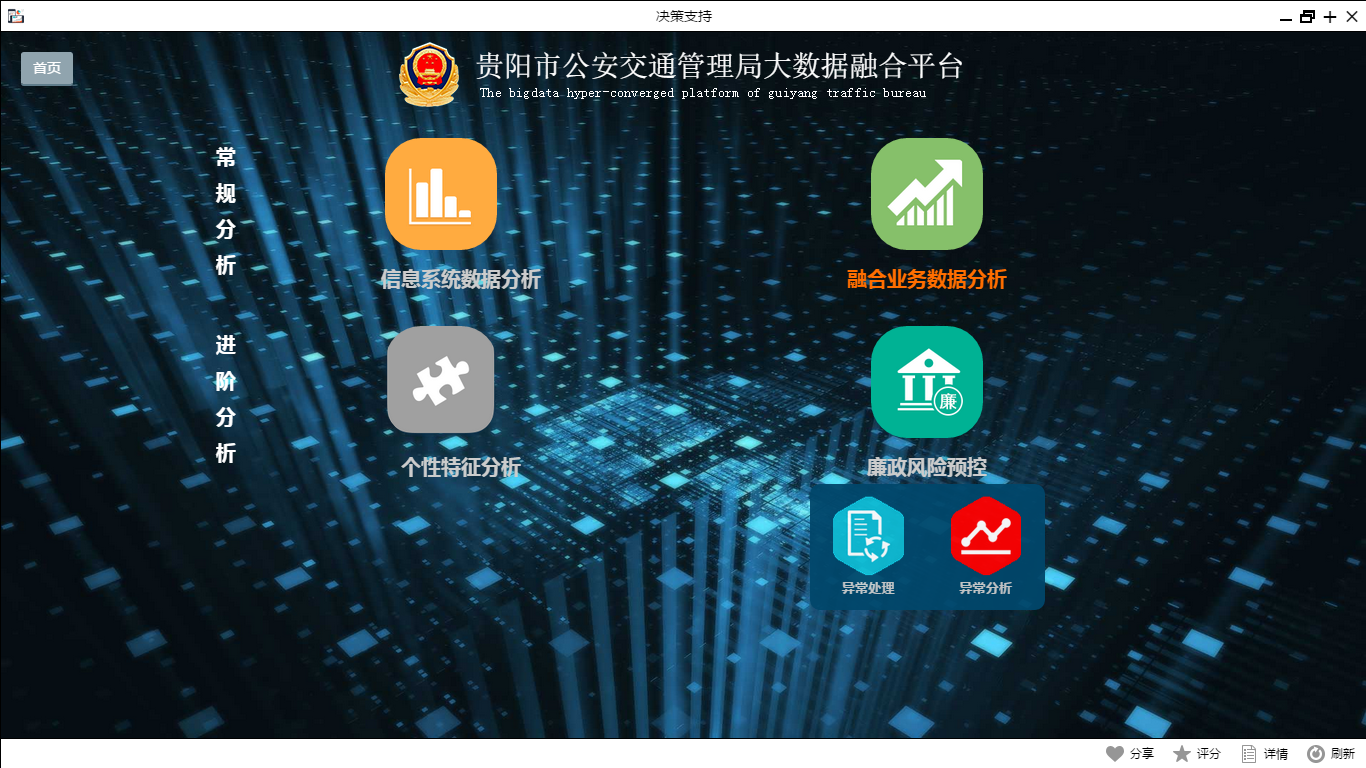 决策支持
首页
贵阳市公安交通管理局大数据融合平台
The bigdata hyper-converged platform of guiyang traffic bureau
常规分析
信息系统数据分析
融合业务数据分析
进阶分析
廉
个性特征分析
廉政风险预控
异常处理
异常分析
分享
评分
详情
刷新